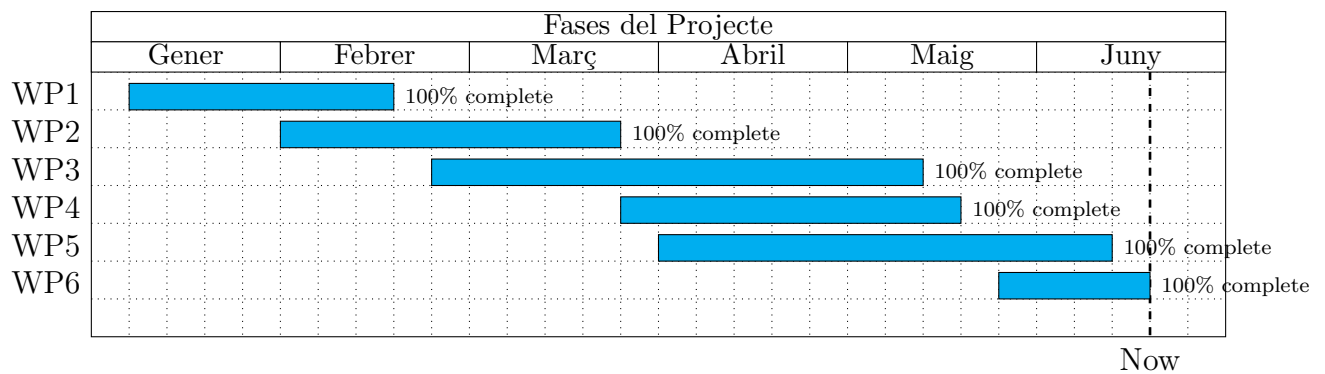 Fases del Projecte
Gener Febrer Març Abril Maig Juny
WP1 100% complete
WP2 100% complete
WP3 100% complete
WP4 100% complete
WP5 100% complete
WP6 100% complete
Now